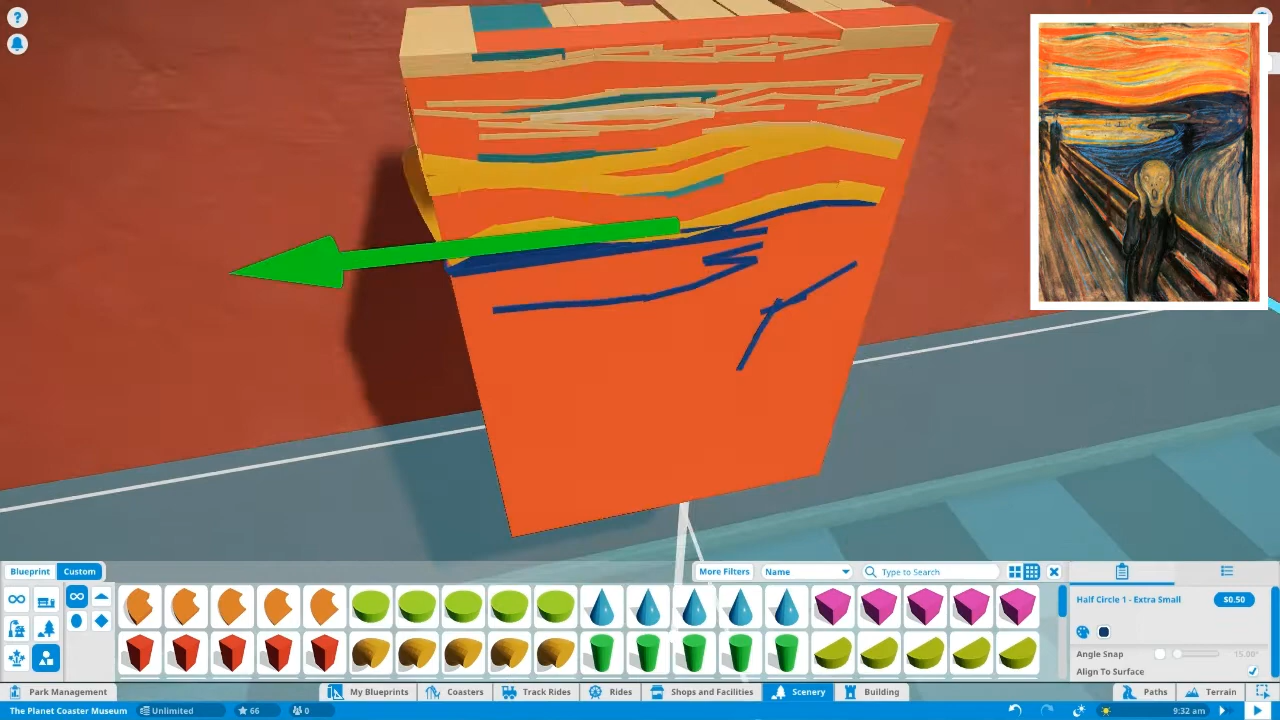 Blueprint
Custom
More Filters
Name
Type to Search
Half Circle 1 - Extra Small
$0.50
Angle Snap
15.00°
Align To Surface
Park Management
My Blueprints
Coasters
Track Rides
Rides
Shops and Facilities
Scenery
Building
Paths
Terrain
The Planet Coaster Museum
Unlimited
66
0
9:32 am